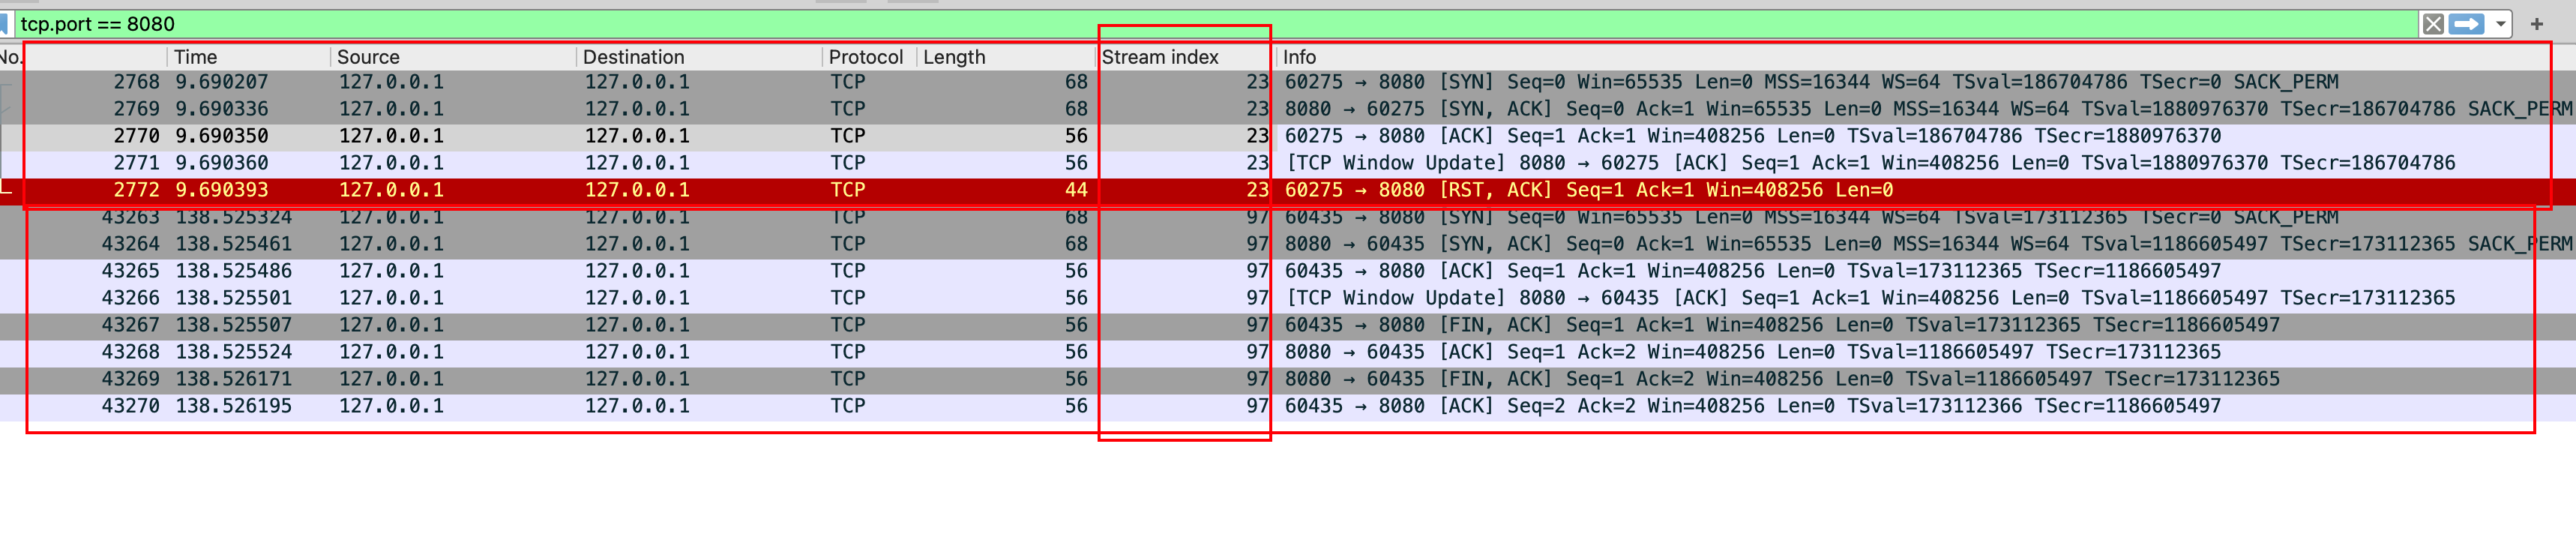 tcp.port == 8080
No. Time Source Destination Protocol Length Stream index Info
2768 9.690207 127.0.0.1 127.0.0.1 TCP 68 23 60275 → 8080 [SYN] Seq=0 Win=65535 Len=0 MSS=16344 WS=64 TSval=186704786 TSecr=0 SACK_PERM
2769 9.690336 127.0.0.1 127.0.0.1 TCP 68 23 8080 → 60275 [SYN, ACK] Seq=0 Ack=1 Win=65535 Len=0 MSS=16344 WS=64 TSval=1880976370 TSecr=186704786 SACK_PERM
2770 9.690350 127.0.0.1 127.0.0.1 TCP 56 23 60275 → 8080 [ACK] Seq=1 Ack=1 Win=408256 Len=0 TSval=186704786 TSecr=1880976370
2771 9.690360 127.0.0.1 127.0.0.1 TCP 56 23 [TCP Window Update] 8080 → 60275 [ACK] Seq=1 Ack=1 Win=408256 Len=0 TSval=1880976370 TSecr=186704786
2772 9.690393 127.0.0.1 127.0.0.1 TCP 44 23 60275 → 8080 [RST, ACK] Seq=1 Ack=1 Win=408256 Len=0
43263 138.525324 127.0.0.1 127.0.0.1 TCP 68 97 60435 → 8080 [SYN] Seq=0 Win=65535 Len=0 MSS=16344 WS=64 TSval=173112365 TSecr=0 SACK_PERM
43264 138.525461 127.0.0.1 127.0.0.1 TCP 68 97 8080 → 60435 [SYN, ACK] Seq=0 Ack=1 Win=65535 Len=0 MSS=16344 WS=64 TSval=1186605497 TSecr=173112365 SACK_PERM
43265 138.525486 127.0.0.1 127.0.0.1 TCP 56 97 60435 → 8080 [ACK] Seq=1 Ack=1 Win=408256 Len=0 TSval=173112365 TSecr=1186605497
43266 138.525501 127.0.0.1 127.0.0.1 TCP 56 97 [TCP Window Update] 8080 → 60435 [ACK] Seq=1 Ack=1 Win=408256 Len=0 TSval=1186605497 TSecr=173112365
43267 138.525507 127.0.0.1 127.0.0.1 TCP 56 97 60435 → 8080 [FIN, ACK] Seq=1 Ack=1 Win=408256 Len=0 TSval=173112365 TSecr=1186605497
43268 138.525524 127.0.0.1 127.0.0.1 TCP 56 97 8080 → 60435 [ACK] Seq=1 Ack=2 Win=408256 Len=0 TSval=1186605497 TSecr=173112365
43269 138.526171 127.0.0.1 127.0.0.1 TCP 56 97 8080 → 60435 [FIN, ACK] Seq=1 Ack=2 Win=408256 Len=0 TSval=1186605497 TSecr=173112365
43270 138.526195 127.0.0.1 127.0.0.1 TCP 56 97 60435 → 8080 [ACK] Seq=2 Ack=2 Win=408256 Len=0 TSval=173112366 TSecr=1186605497